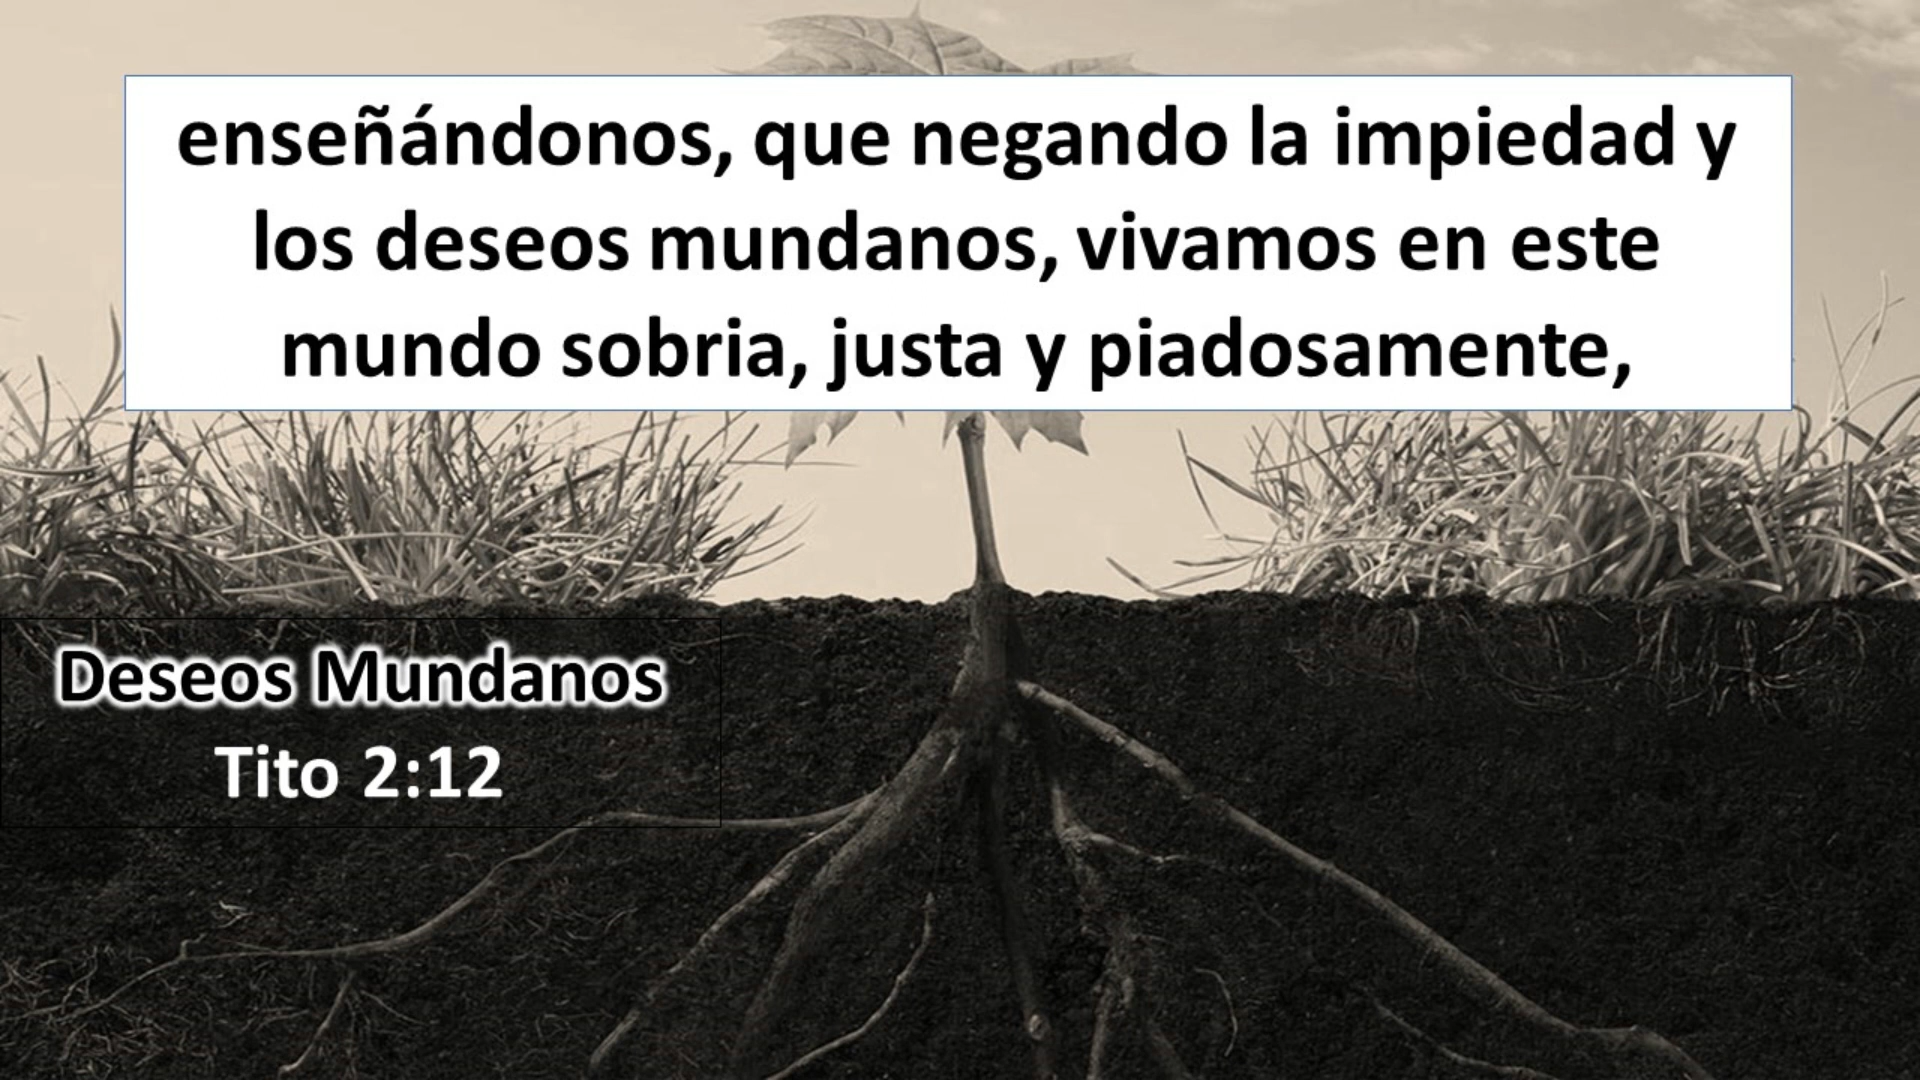 enseñándonos, que negando la impiedad y
los deseos mundanos, vivamos en este
mundo sobria, justa y piadosamente,
Deseos Mundanos
Tito 2:12